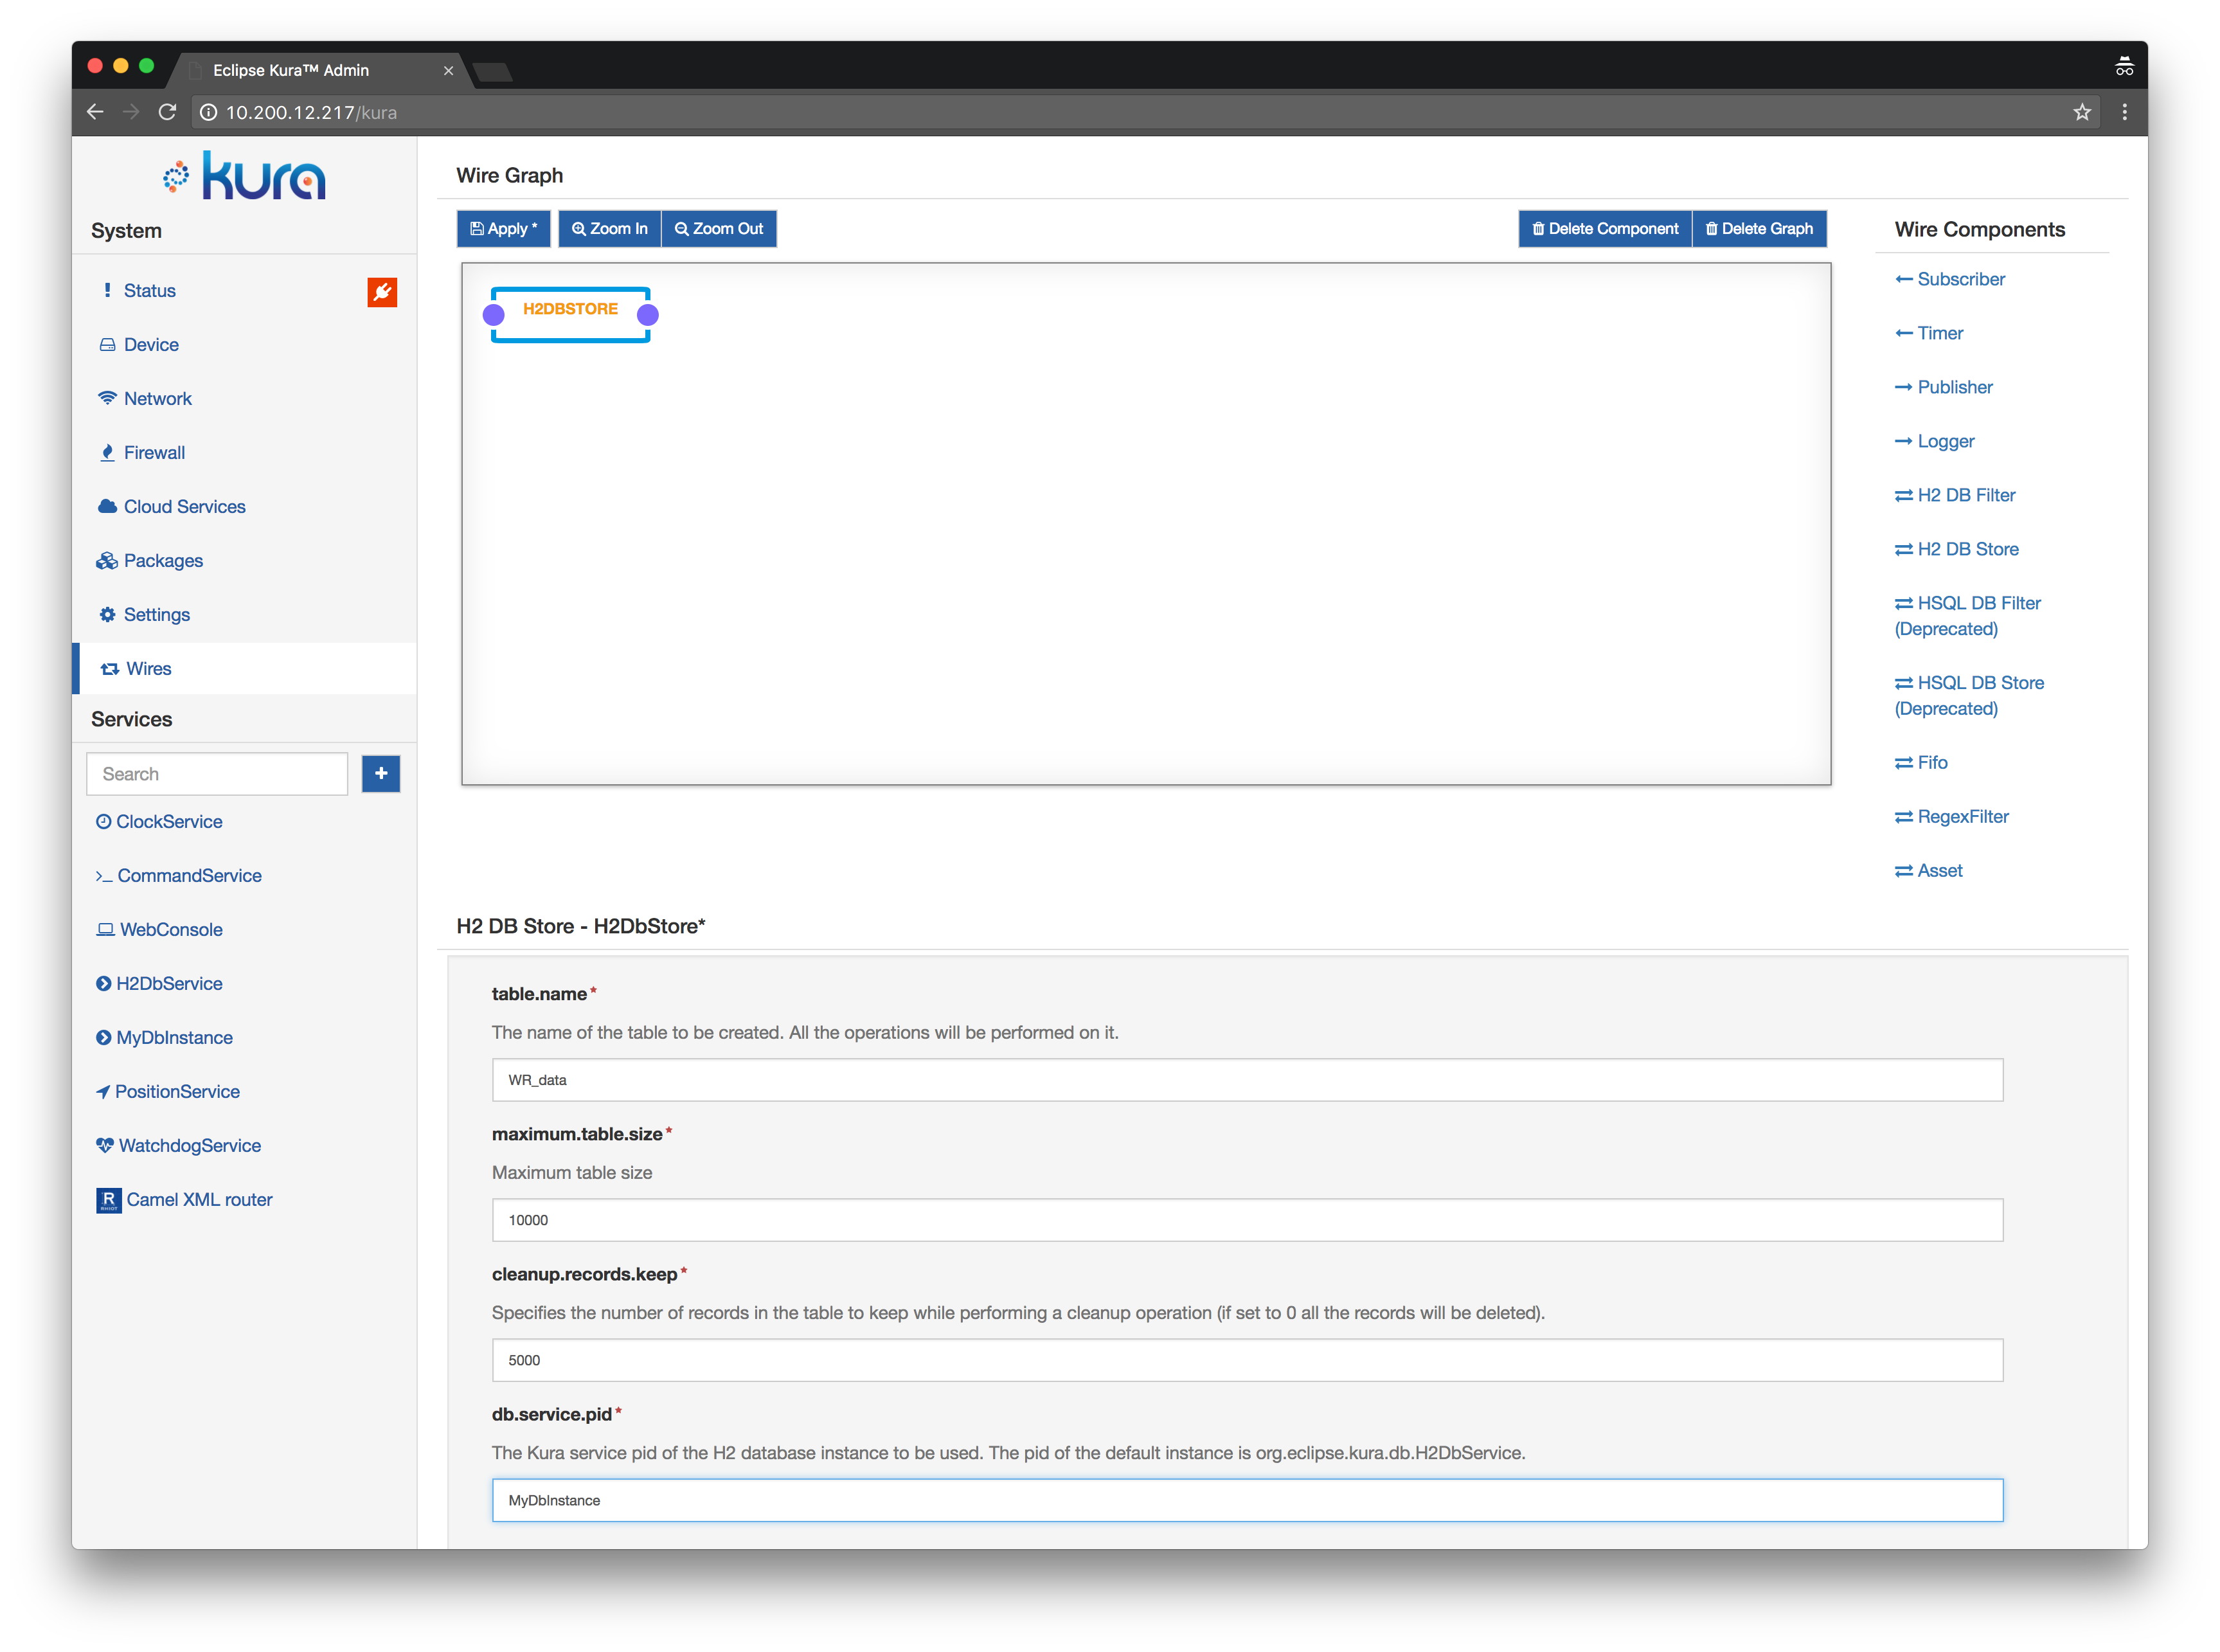 Eclipse Kura™ Admin
10.200.12.217/kura
kura
System
Status
Device
Network
Firewall
Cloud Services
Packages
Settings
Wires
Services
Search
ClockService
CommandService
WebConsole
H2DbService
MyDbInstance
PositionService
WatchdogService
R
RHIOT
Camel XML router
Wire Graph
Apply *
Zoom In
Zoom Out
Delete Component
Delete Graph
H2DBSTORE
Wire Components
Subscriber
Timer
Publisher
Logger
H2 DB Filter
H2 DB Store
HSQL DB Filter
(Deprecated)
HSQL DB Store
(Deprecated)
Fifo
RegexFilter
Asset
H2 DB Store - H2DbStore*
table.name*
The name of the table to be created. All the operations will be performed on it.
WR_data
maximum.table.size*
Maximum table size
10000
cleanup.records.keep*
Specifies the number of records in the table to keep while performing a cleanup operation (if set to 0 all the records will be deleted).
5000
db.service.pid*
The Kura service pid of the H2 database instance to be used. The pid of the default instance is org.eclipse.kura.db.H2DbService.
MyDbInstance